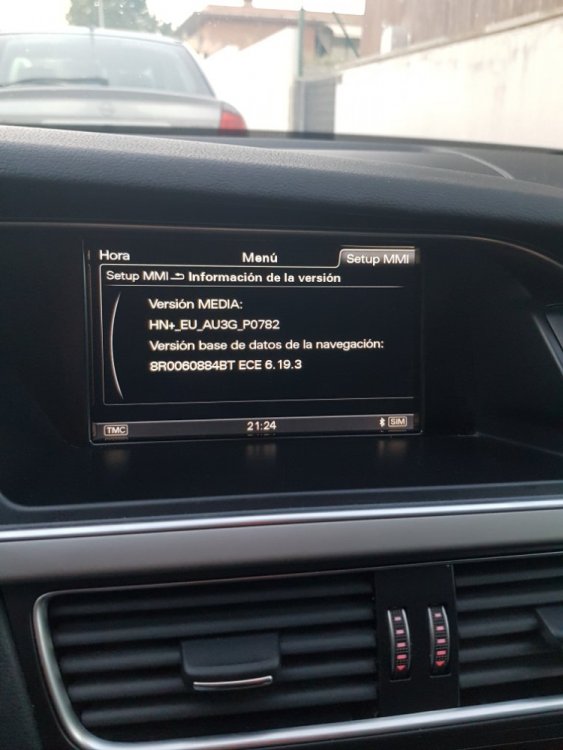 Hora Menú Setup MMI
Setup MMI Información de la versión
Versión MEDIA:
HN+_EU_AU3G_P0782
Versión base de datos de la navegación:
8R0060884BT ECE 6.19.3
TMC 21:24 SIM